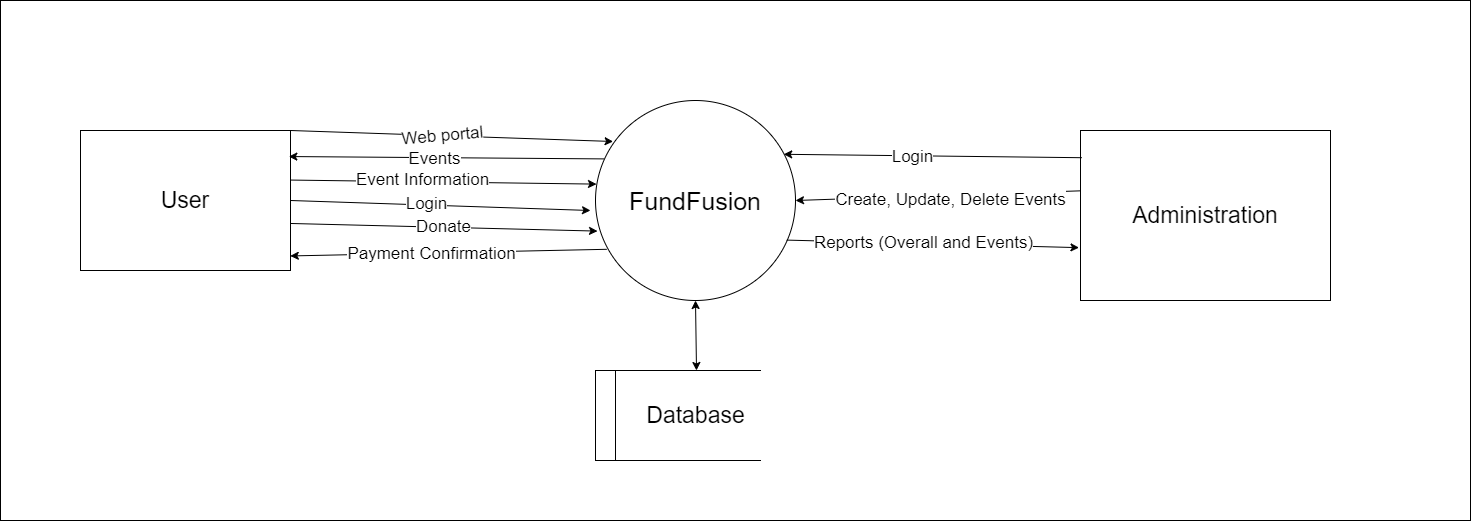 Web portal
Events
Event Information
Login
Donate
Payment Confirmation
User
FundFusion
Login
Create, Update, Delete Events
Reports (Overall and Events)
Administration
Database